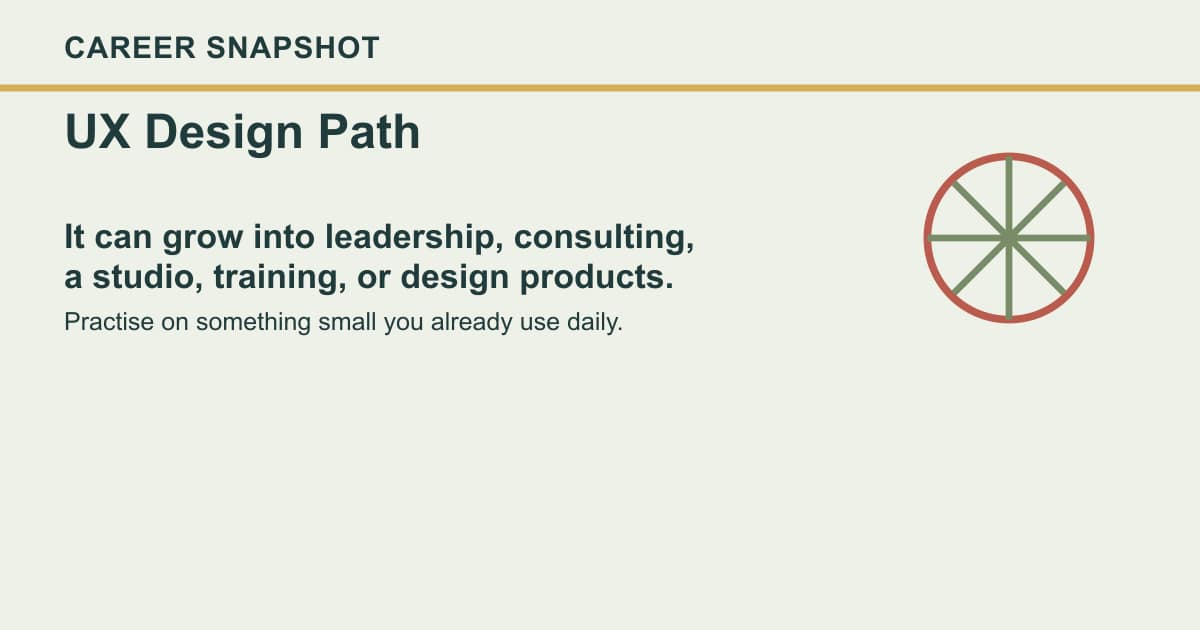 CAREER SNAPSHOT
UX Design Path
It can grow into leadership, consulting,
a studio, training, or design products.
Practise on something small you already use daily.